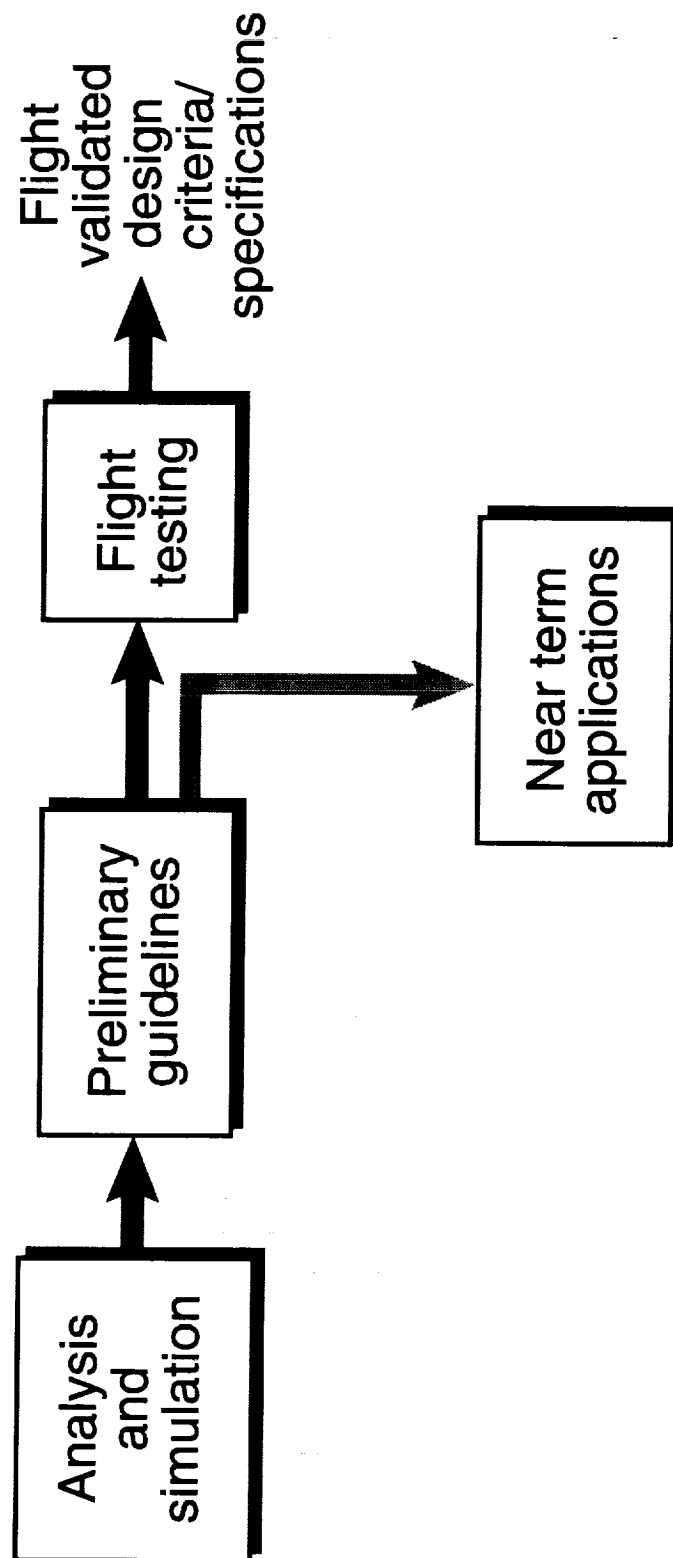 Analysis
and
simulation
Preliminary
guidelines
Flight
testing
Flight
validated
design
criteria/
specifications
Near term
applications